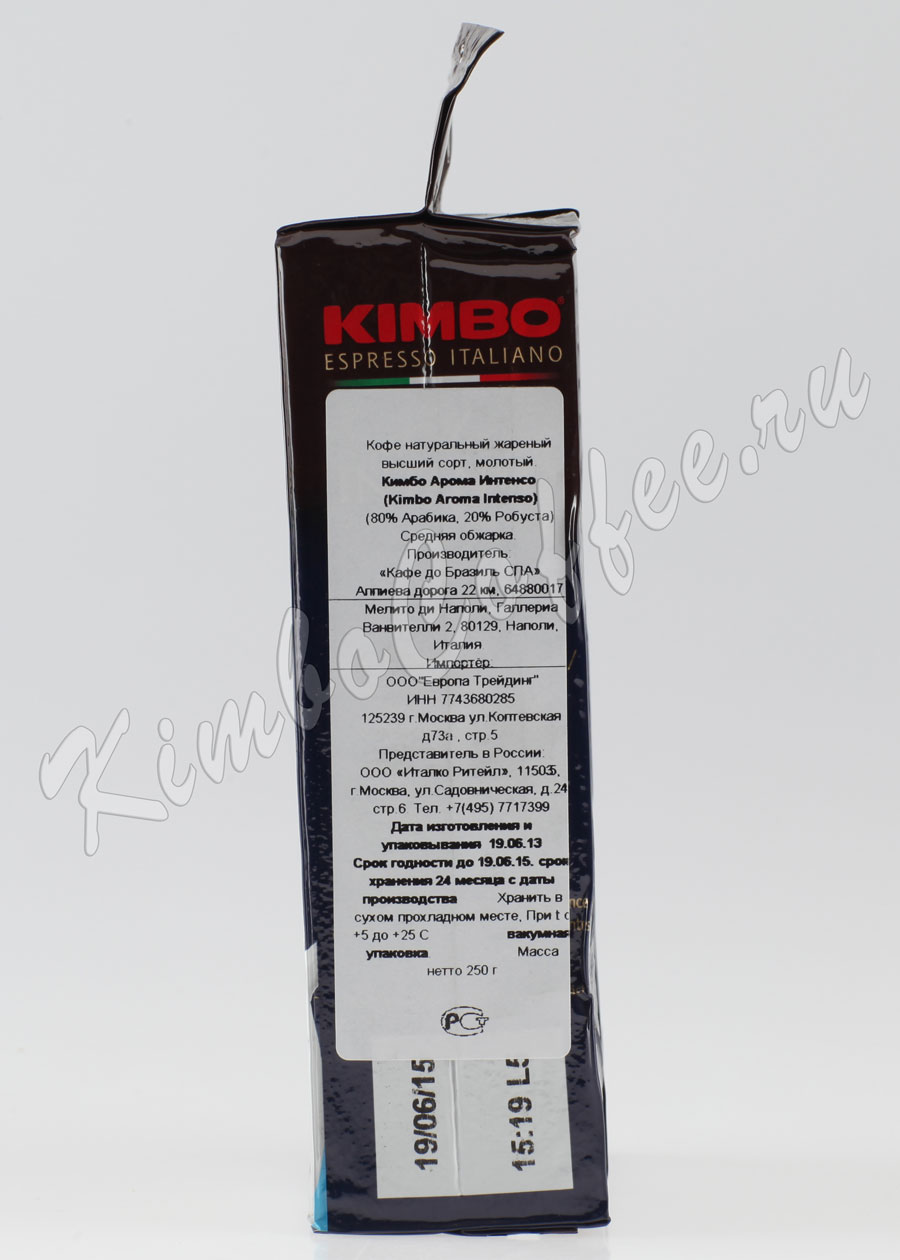 KIMBO®
ESPRESSO ITALIANO
Кофе натуральный жареный
высший сорт, молотый.
Кимбо Арома Интенсо
(Kimbo Aroma Intenso)
(80% Арабика, 20% Робуста)
Средняя обжарка.
Производитель:
«Кафе до Бразиль СПА»
Аппиева дорога 22 км, 64880017
Мелито ди Наполи, Галлериа
Ванвителли 2, 80129, Наполи,
Италия
Импортёр:
ООО"Европа Трейдинг"
ИНН 7743680285
125239 г.Москва ул.Коптевская
д73а , стр.5
Представитель в России:
ООО «Италко Ритейл», 115035,
г.Москва, ул.Садовническая, д.24
стр.6 Тел. +7(495) 7717399
Дата изготовления и
упаковывания 19.06.13
Срок годности до 19.06.15. срок
хранения 24 месяца с даты
производства Хранить в
сухом прохладном месте, При t с
+5 до +25 С вакумная
упаковка Масса
нетто 250 г
РСТ
19/06/15
15:19 L5
KimboCoffee.ru